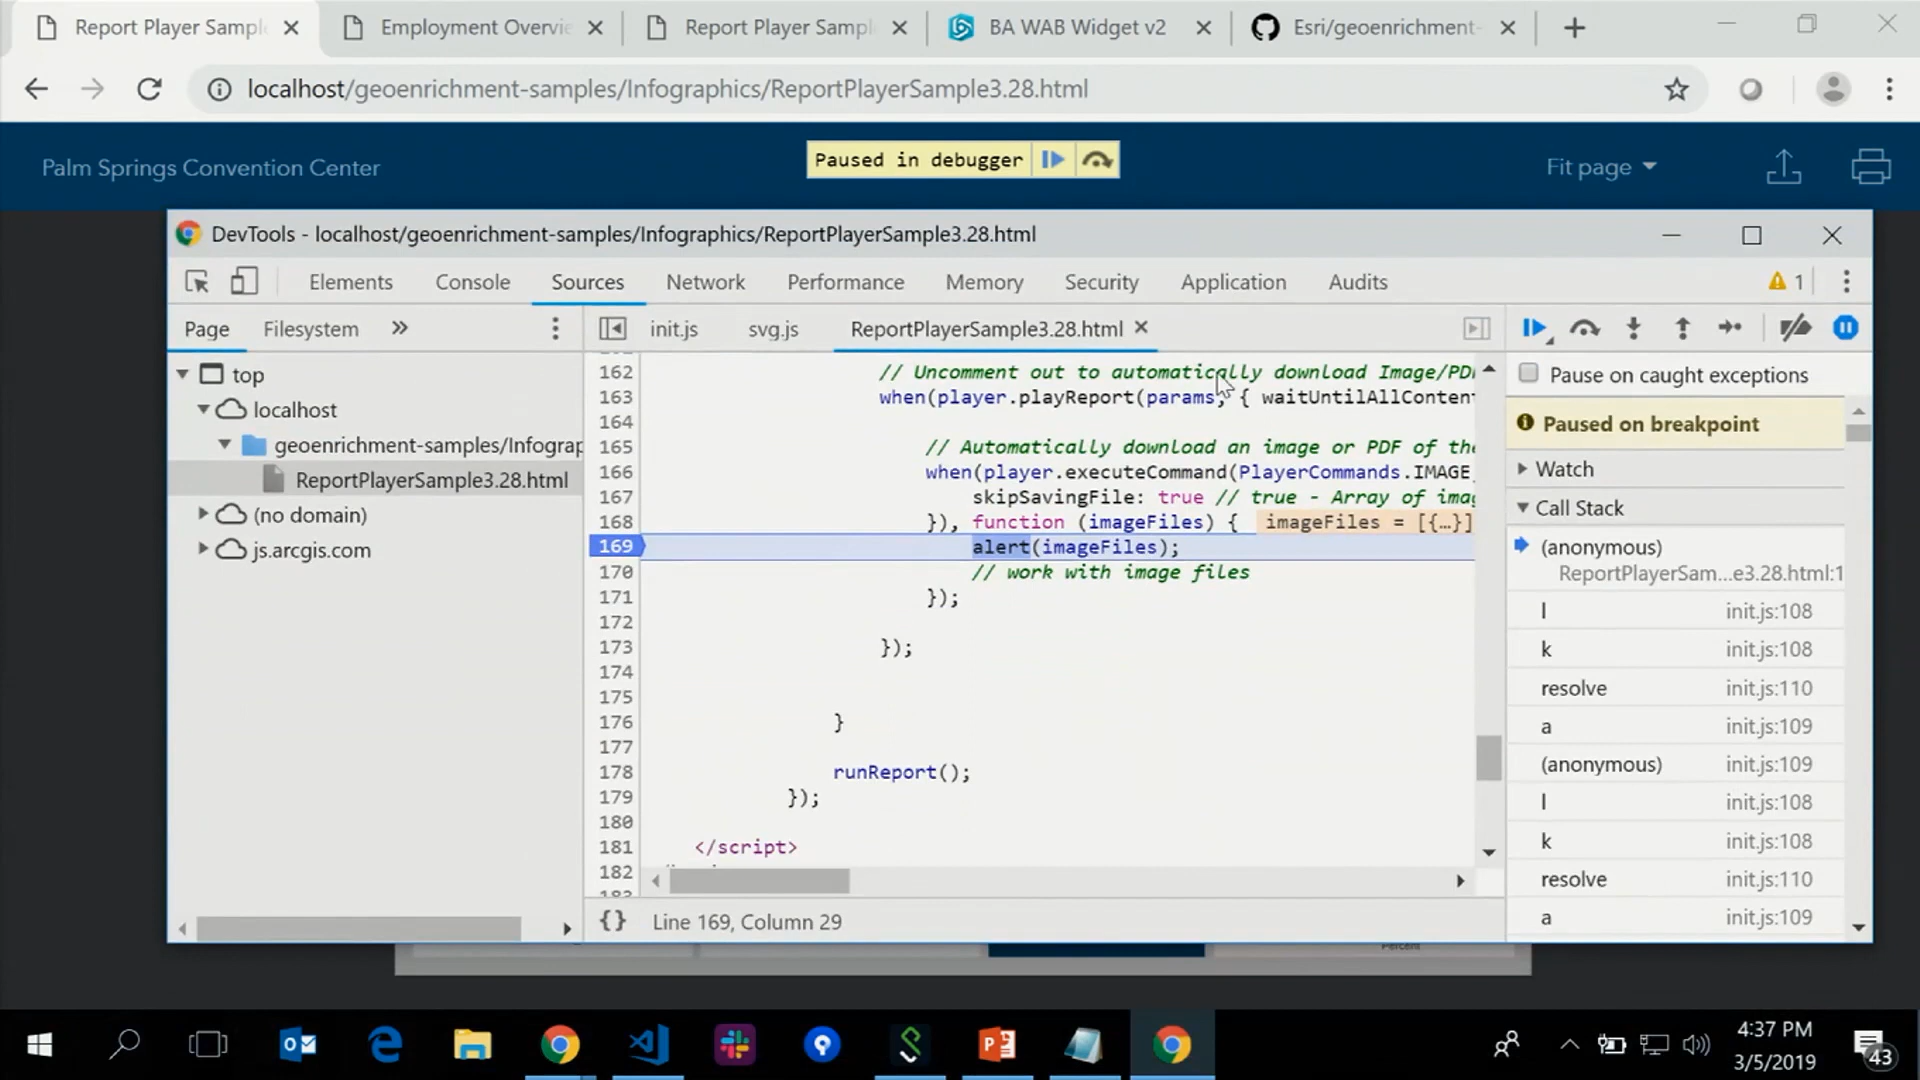 Report Player Sample
Employment Overvi
Report Player Sampl
BA WAB Widget v2
Esri/geoenrichment-
localhost/geoenrichment-samples/Infographics/ReportPlayerSample3.28.html
Palm Springs Convention Center
Paused in debugger
Fit page
DevTools - localhost/geoenrichment-samples/Infographics/ReportPlayerSample3.28.html
Elements Console Sources Network Performance Memory Security Application Audits 1
Page Filesystem »
init.js svg.js ReportPlayerSample3.28.html
top
localhost
geoenrichment-samples/Infograp
ReportPlayerSample3.28.html
(no domain)
js.arcgis.com
162 // Uncomment out to automatically download Image/PD
163 when(player.playReport(params, { waitUntilAllConten
164
165 // Automatically download an image or PDF of the
166 when(player.executeCommand(PlayerCommands.IMAGE_
167 skipSavingFile: true // true - Array of imag
168 }), function (imageFiles) { imageFiles = [{…}]
169 alert(imageFiles);
170 // work with image files
171 });
172
173 });
174
175
176 }
177
178 runReport();
179 });
180
181 </script>
182
{} Line 169, Column 29
Pause on caught exceptions
Paused on breakpoint
Watch
Call Stack
(anonymous)
ReportPlayerSam…e3.28.html:1
l init.js:108
k init.js:108
resolve init.js:110
a init.js:109
(anonymous) init.js:109
l init.js:108
k init.js:108
resolve init.js:110
a init.js:109
Percent
4:37 PM
3/5/2019
43